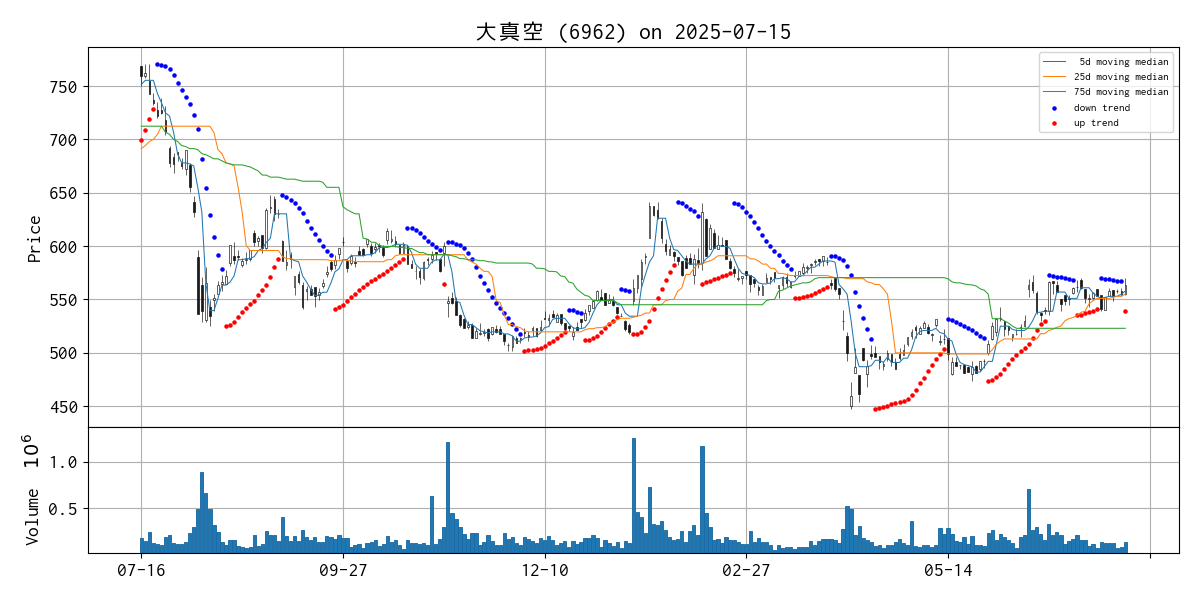 大真空 (6962) on 2025-07-15
5d moving median
25d moving median
75d moving median
down trend
up trend
Price
750
700
650
600
550
500
450
Volume 10^6
1.0
0.5
07-16 09-27 12-10 02-27 05-14